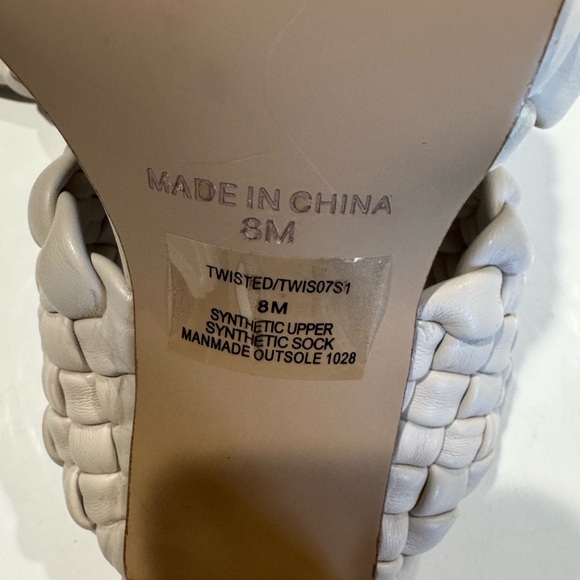 MADE IN CHINA
8M
TWISTED/TWIS07S1
8M
SYNTHETIC UPPER
SYNTHETIC SOCK
MANMADE OUTSOLE 1028